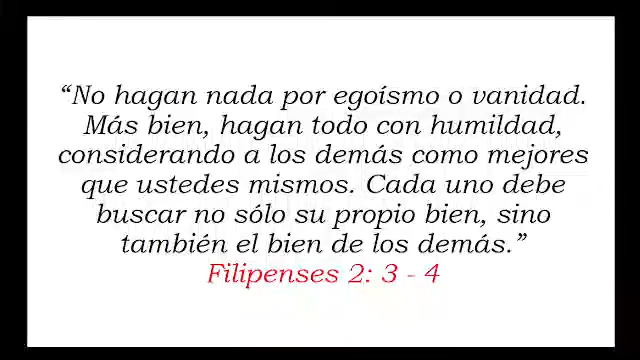 “No hagan nada por egoísmo o vanidad.
Más bien, hagan todo con humildad,
considerando a los demás como mejores
que ustedes mismos. Cada uno debe
buscar no sólo su propio bien, sino
también el bien de los demás.”
Filipenses 2: 3 - 4